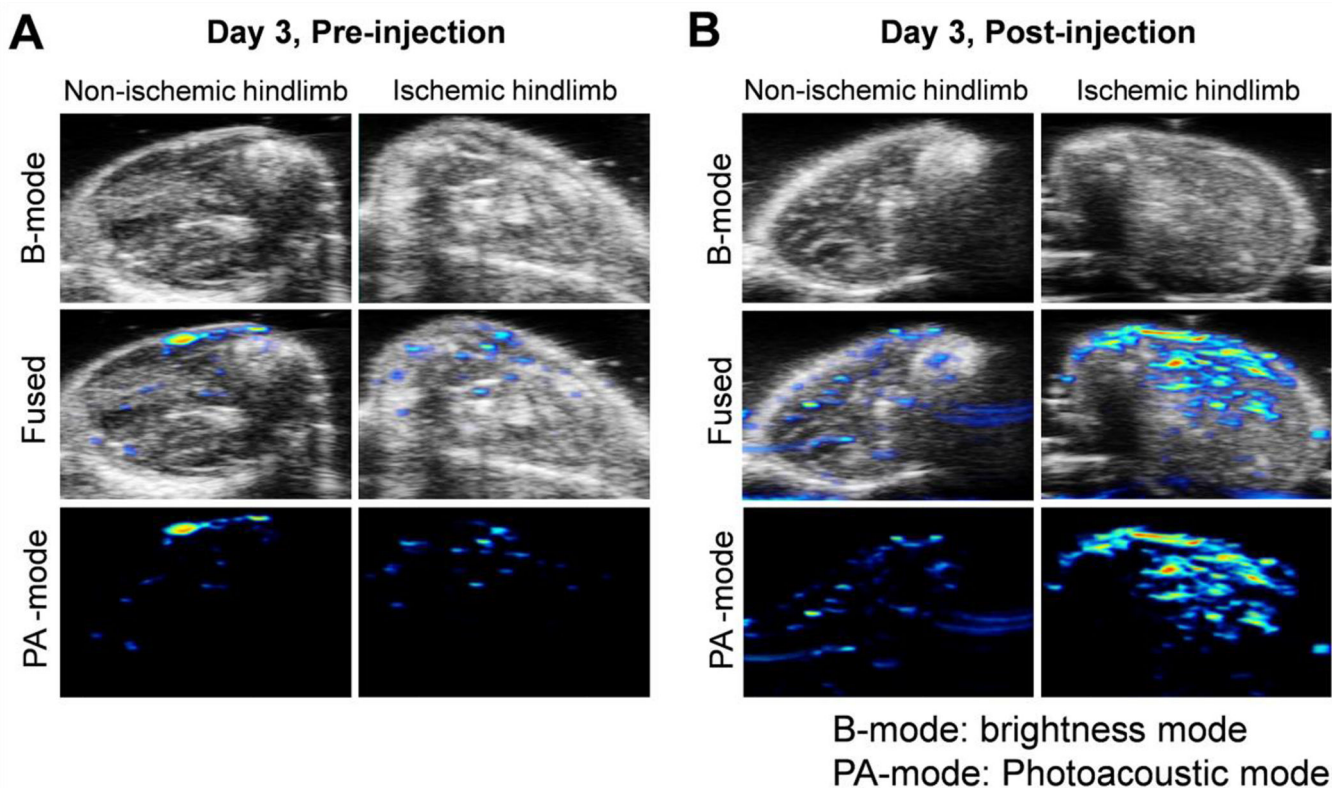 A
Day 3, Pre-injection
Non-ischemic hindlimb
Ischemic hindlimb
B-mode
Fused
PA -mode
B
Day 3, Post-injection
Non-ischemic hindlimb
Ischemic hindlimb
B-mode
Fused
PA -mode
B-mode: brightness mode
PA-mode: Photoacoustic mode